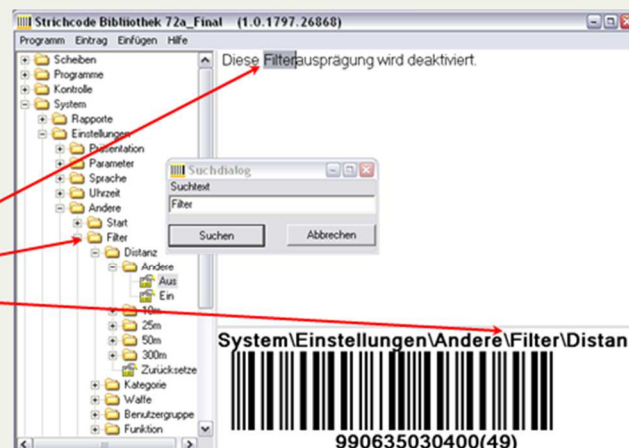 Strichcode Bibliiothek 72a_Final (1.0.1797.26868)
Programm Eintrag Einfügen Hilfe
Scheiben
Programme
Kontrolle
System
Rapporte
Einstellungen
Präsentation
Parameter
Sprache
Uhrzeit
Andere
Start
Filter
Distanz
Andere
Aus
Ein
10m
25m
50m
300m
Zurücksetze
Kategorie
Waffe
Benutzergruppe
Funktion
Diese Filterausprägung wird deaktiviert.
Suchdialog
Suchtext
Filter
Suchen Abbrechen
System\Einstellungen\Andere\Filter\Distan
990635030400(49)